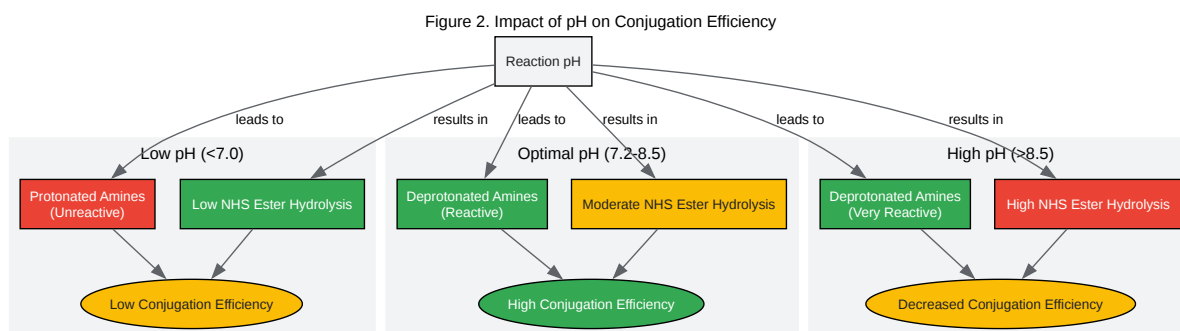 Figure 2. Impact of pH on Conjugation Efficiency
Reaction pH
leads to
results in
leads to
results in
leads to
results in
Low pH (<7.0)
Optimal pH (7.2-8.5)
High pH (>8.5)
Protonated Amines
(Unreactive)
Low NHS Ester Hydrolysis
Deprotonated Amines
(Reactive)
Moderate NHS Ester Hydrolysis
Deprotonated Amines
(Very Reactive)
High NHS Ester Hydrolysis
Low Conjugation Efficiency
High Conjugation Efficiency
Decreased Conjugation Efficiency